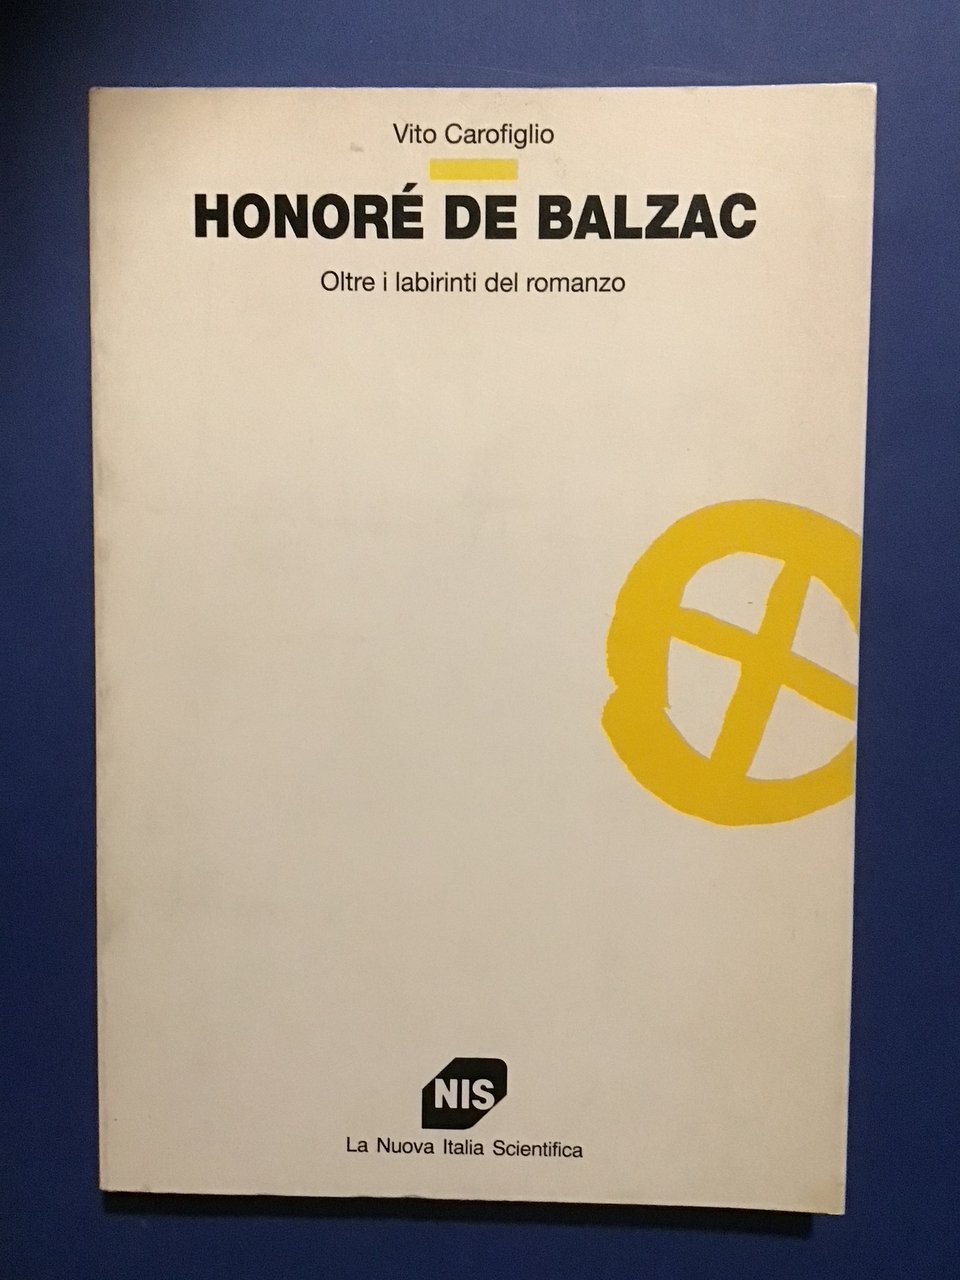 Vito Carofiglio
HONORÉ DE BALZAC
Oltre i labirinti del romanzo
NIS
La Nuova Italia Scientifica